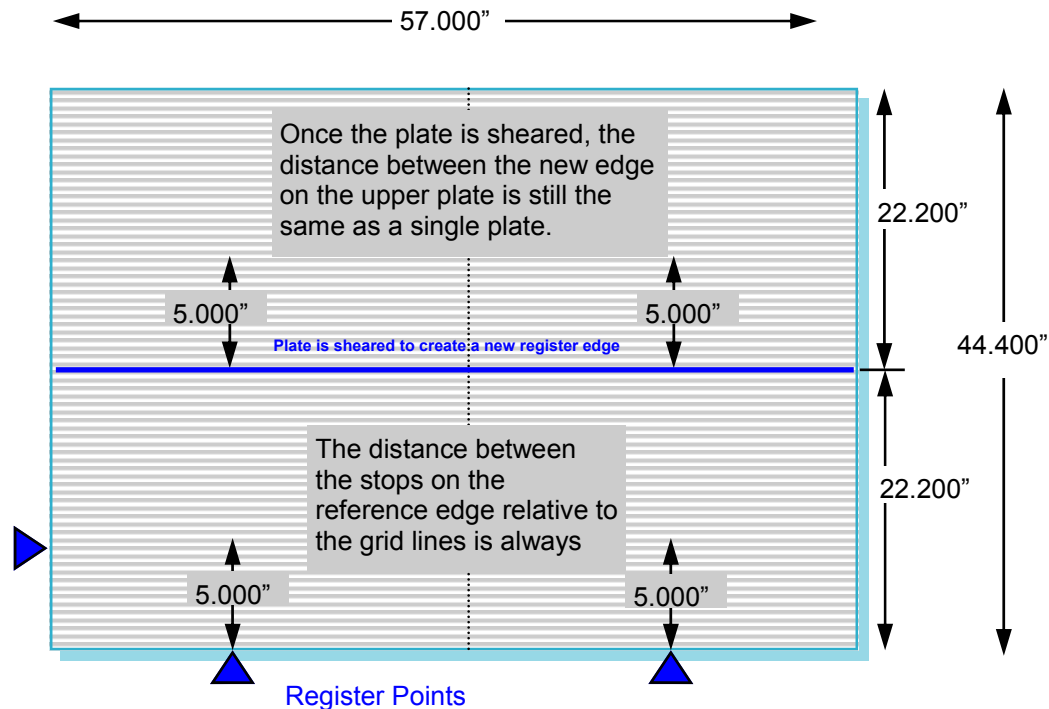 57.000”
Once the plate is sheared, the
distance between the new edge
on the upper plate is still the
same as a single plate.
22.200”
5.000”
5.000”
Plate is sheared to create a new register edge
44.400”
The distance between
the stops on the
reference edge relative to
the grid lines is always
22.200”
5.000”
5.000”
Register Points